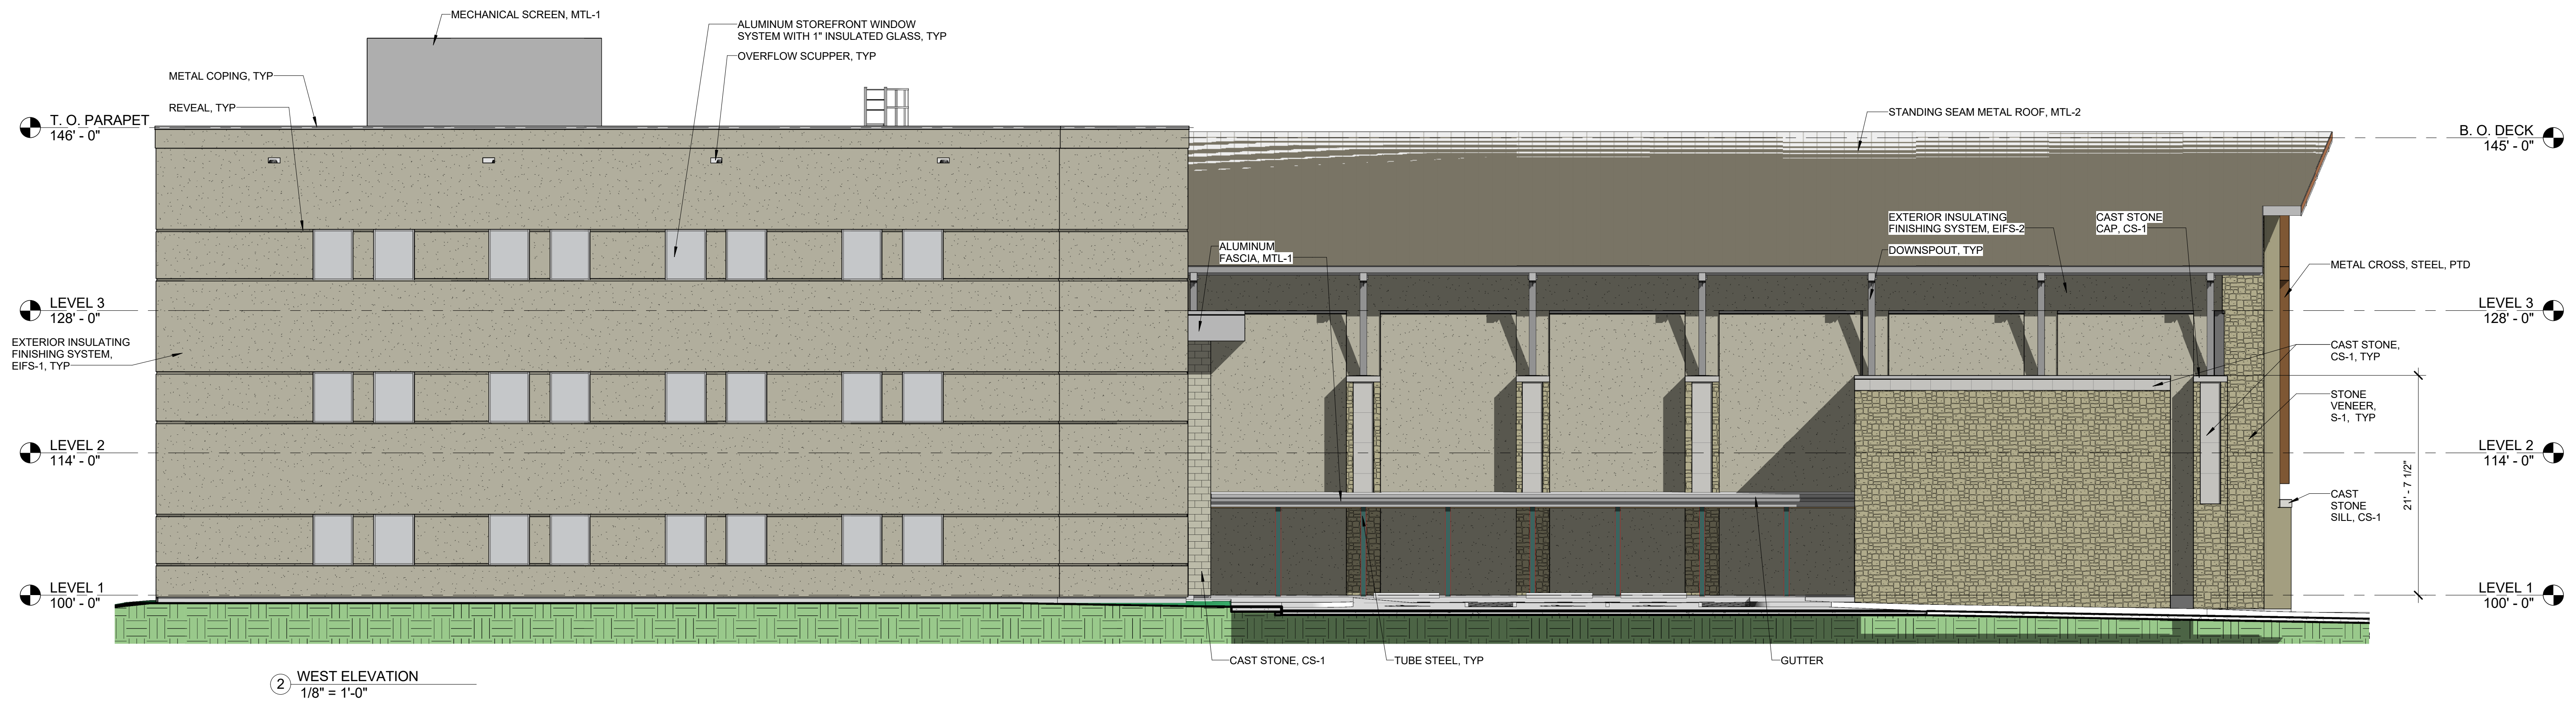 MECHANICAL SCREEN, MTL-1
ALUMINUM STOREFRONT WINDOW
SYSTEM WITH 1" INSULATED GLASS, TYP
OVERFLOW SCUPPER, TYP
METAL COPING, TYP
REVEAL, TYP
T. O. PARAPET
146' - 0"
STANDING SEAM METAL ROOF, MTL-2
B. O. DECK
145' - 0"
EXTERIOR INSULATING
FINISHING SYSTEM, EIFS-2
CAST STONE
CAP, CS-1
ALUMINUM
FASCIA, MTL-1
DOWNSPOUT, TYP
METAL CROSS, STEEL, PTD
LEVEL 3
128' - 0"
LEVEL 3
128' - 0"
EXTERIOR INSULATING
FINISHING SYSTEM,
EIFS-1, TYP
CAST STONE,
CS-1, TYP
STONE
VENEER,
S-1, TYP
LEVEL 2
114' - 0"
LEVEL 2
114' - 0"
21' - 7 1/2"
CAST
STONE
SILL, CS-1
LEVEL 1
100' - 0"
LEVEL 1
100' - 0"
CAST STONE, CS-1
TUBE STEEL, TYP
GUTTER
2
WEST ELEVATION
1/8" = 1'-0"